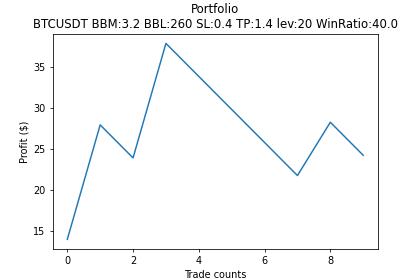 Portfolio
BTCUSDT BBM:3.2 BBL:260 SL:0.4 TP:1.4 lev:20 WinRatio:40.0
35
30
25
20
15
Profit ($)
0
2
4
6
8
Trade counts